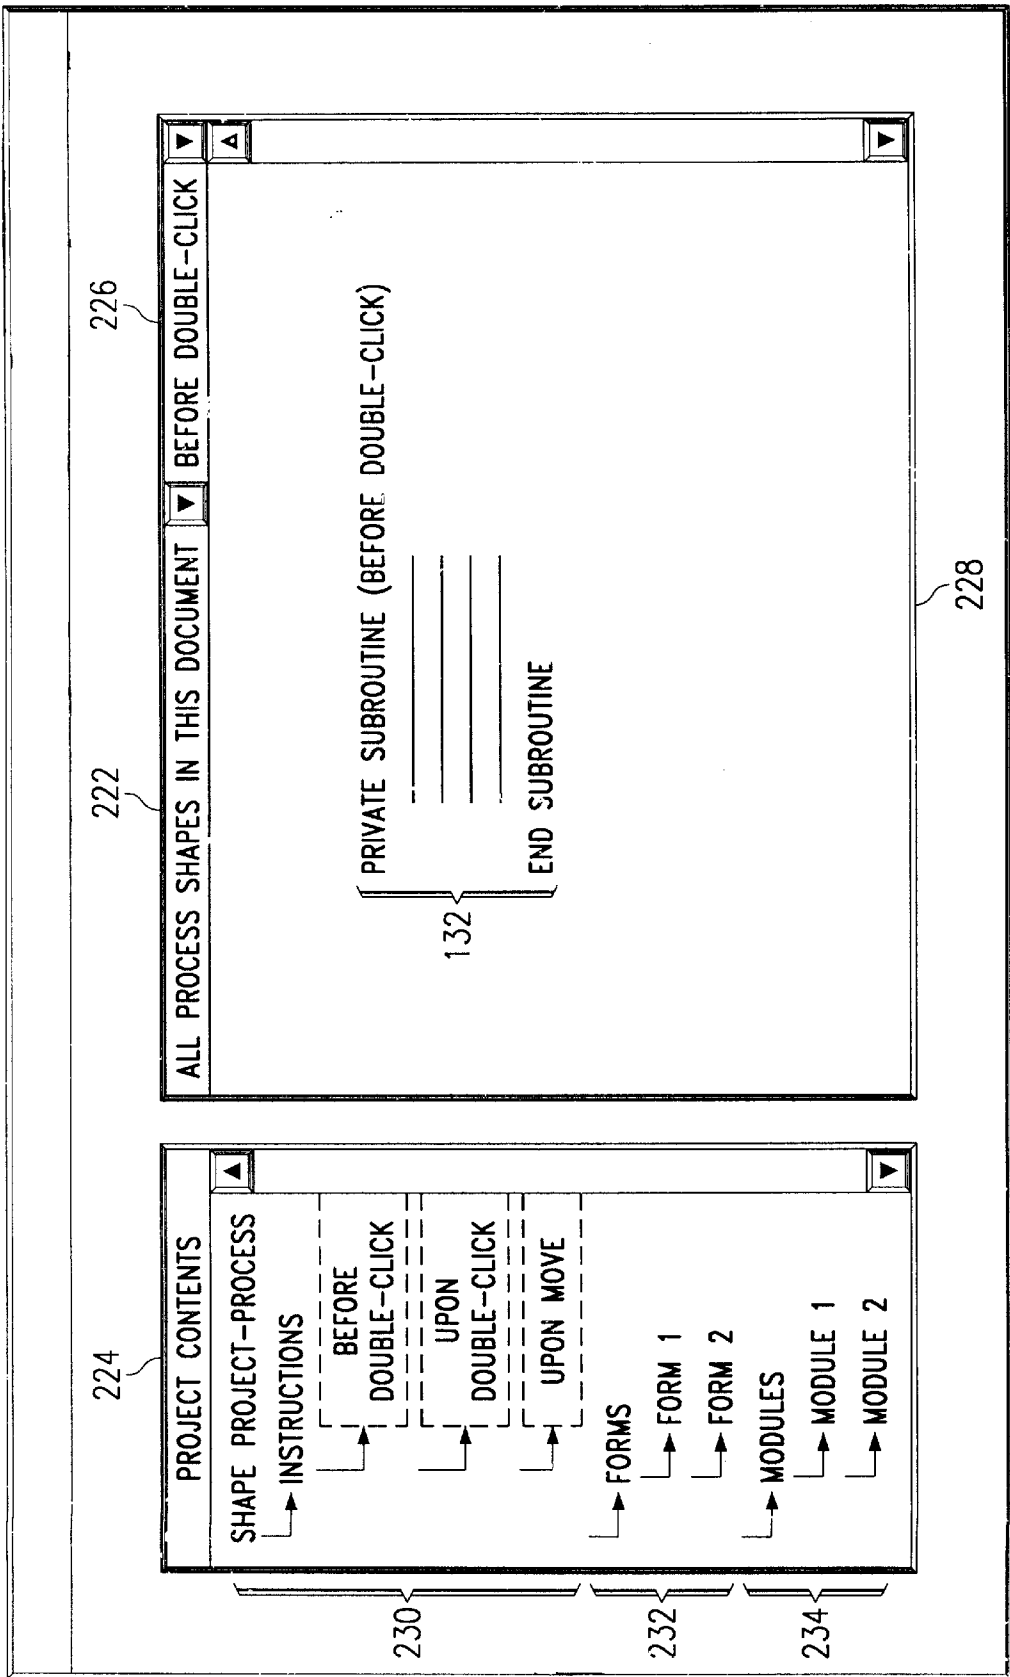 224
PROJECT CONTENTS
SHAPE PROJECT-PROCESS
INSTRUCTIONS
BEFORE
DOUBLE-CLICK
UPON
DOUBLE-CLICK
UPON MOVE
FORMS
FORM 1
FORM 2
MODULES
MODULE 1
MODULE 2
230
232
234
222
226
ALL PROCESS SHAPES IN THIS DOCUMENT
BEFORE DOUBLE-CLICK
PRIVATE SUBROUTINE (BEFORE DOUBLE-CLICK)
132
END SUBROUTINE
228